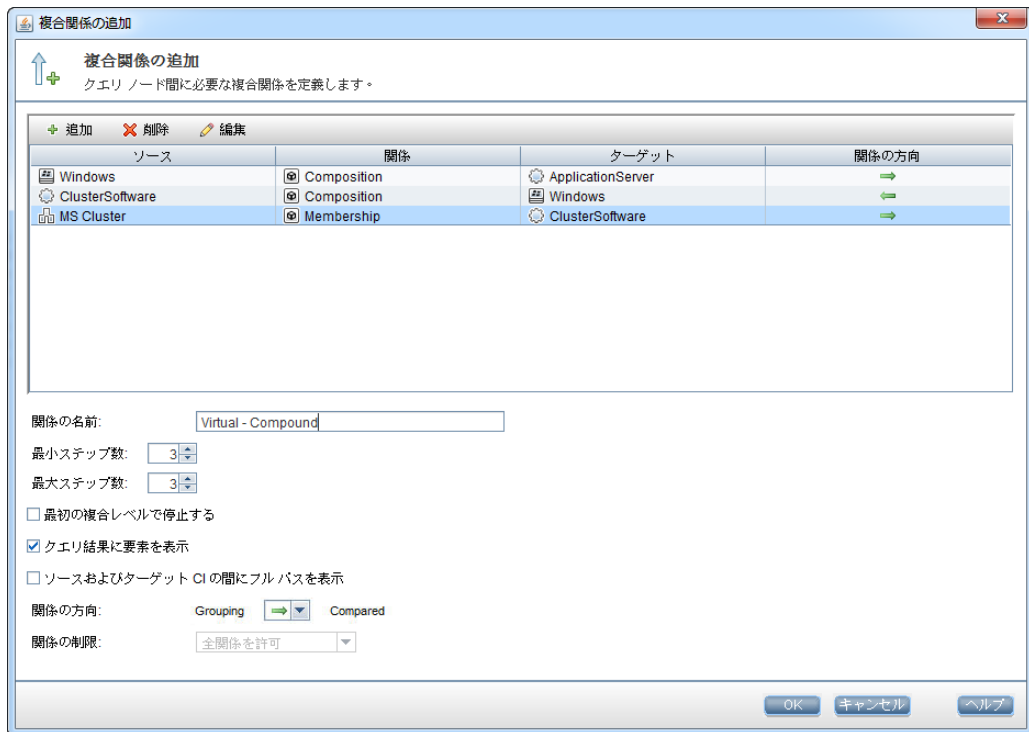 複合関係の追加
複合関係の追加
クエリ ノード間に必要な複合関係を定義します。
追加 削除 編集
ソース 関係 ターゲット 関係の方向
Windows Composition ApplicationServer
ClusterSoftware Composition Windows
MS Cluster Membership ClusterSoftware
関係の名前: Virtual - Compound
最小ステップ数: 3
最大ステップ数: 3
最初の複合レベルで停止する
クエリ結果に要素を表示
ソースおよびターゲット CI の間にフル パスを表示
関係の方向: Grouping Compared
関係の制限: 全関係を許可
OK キャンセル ヘルプ